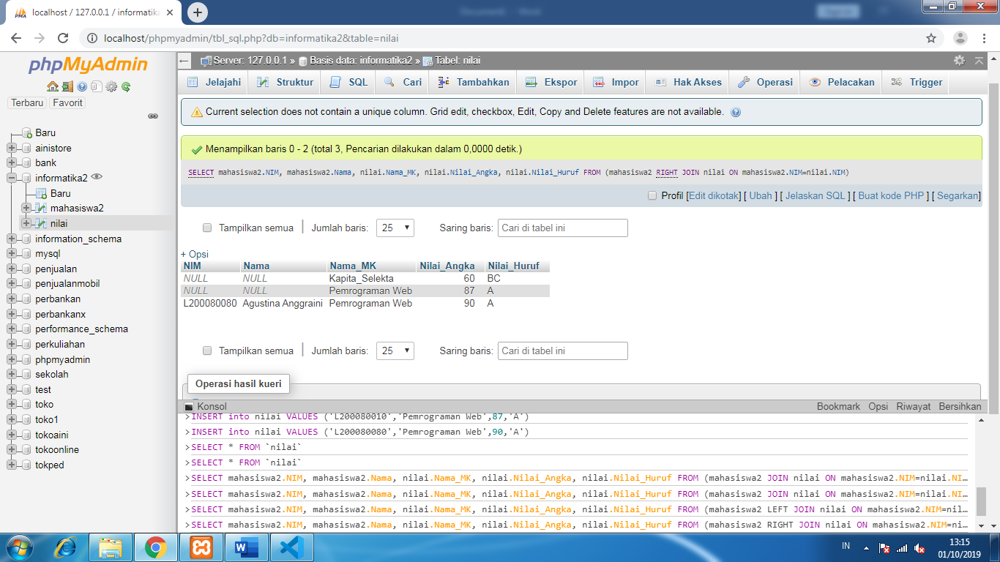 localhost / 127.0.0.1 / informatika
localhost/phpmyadmin/tbl_sql.php?db=informatika2&table=nilai
phpMyAdmin
Terbaru Favorit
Baru
ainistore
bank
informatika2
Baru
mahasiswa2
nilai
information_schema
mysql
penjualan
penjualanmobil
perbankan
perbankanx
performance_schema
perkuliahan
phpmyadmin
sekolah
test
toko
toko1
tokoaini
tokoonline
tokped
Server: 127.0.0.1 » Basis data: informatika2 » Tabel: nilai
Jelajahi Struktur SQL Cari Tambahkan Ekspor Impor Hak Akses Operasi Pelacakan Trigger
Current selection does not contain a unique column. Grid edit, checkbox, Edit, Copy and Delete features are not available.
Menampilkan baris 0 - 2 (total 3, Pencarian dilakukan dalam 0,0000 detik.)
SELECT mahasiswa2.NIM, mahasiswa2.Nama, nilai.Nama_MK, nilai.Nilai_Angka, nilai.Nilai_Huruf FROM (mahasiswa2 RIGHT JOIN nilai ON mahasiswa2.NIM=nilai.NIM)
Profil [Edit dikotak] [ Ubah ] [ Jelaskan SQL ] [ Buat kode PHP ] [ Segarkan]
Tampilkan semua | Jumlah baris: 25 Saring baris: Cari di tabel ini
+ Opsi
NIM Nama Nama_MK Nilai_Angka Nilai_Huruf
NULL NULL Kapita_Selekta 60 BC
NULL NULL Pemrograman Web 87 A
L200080080 Agustina Anggraini Pemrograman Web 90 A
Tampilkan semua | Jumlah baris: 25 Saring baris: Cari di tabel ini
Operasi hasil kueri
Konsol Bookmark Opsi Riwayat Bersihkan
>INSERT into nilai VALUES ('L200080010','Pemrograman Web',87,'A')
>INSERT into nilai VALUES ('L200080080','Pemrograman Web',90,'A')
>SELECT * FROM `nilai`
>SELECT * FROM `nilai`
>SELECT mahasiswa2.NIM, mahasiswa2.Nama, nilai.Nama_MK, nilai.Nilai_Angka, nilai.Nilai_Huruf FROM (mahasiswa2 JOIN nilai ON mahasiswa2.NIM=nilai.NI…
>SELECT mahasiswa2.NIM, mahasiswa2.Nama, nilai.Nama_MK, nilai.Nilai_Angka, nilai.Nilai_Huruf FROM (mahasiswa2 JOIN nilai ON mahasiswa2.NIM=nilai.NI…
>SELECT mahasiswa2.NIM, mahasiswa2.Nama, nilai.Nama_MK, nilai.Nilai_Angka, nilai.Nilai_Huruf FROM (mahasiswa2 LEFT JOIN nilai ON mahasiswa2.NIM=nil…
>SELECT mahasiswa2.NIM, mahasiswa2.Nama, nilai.Nama_MK, nilai.Nilai_Angka, nilai.Nilai_Huruf FROM (mahasiswa2 RIGHT JOIN nilai ON mahasiswa2.NIM=ni…
IN
13:15
01/10/2019